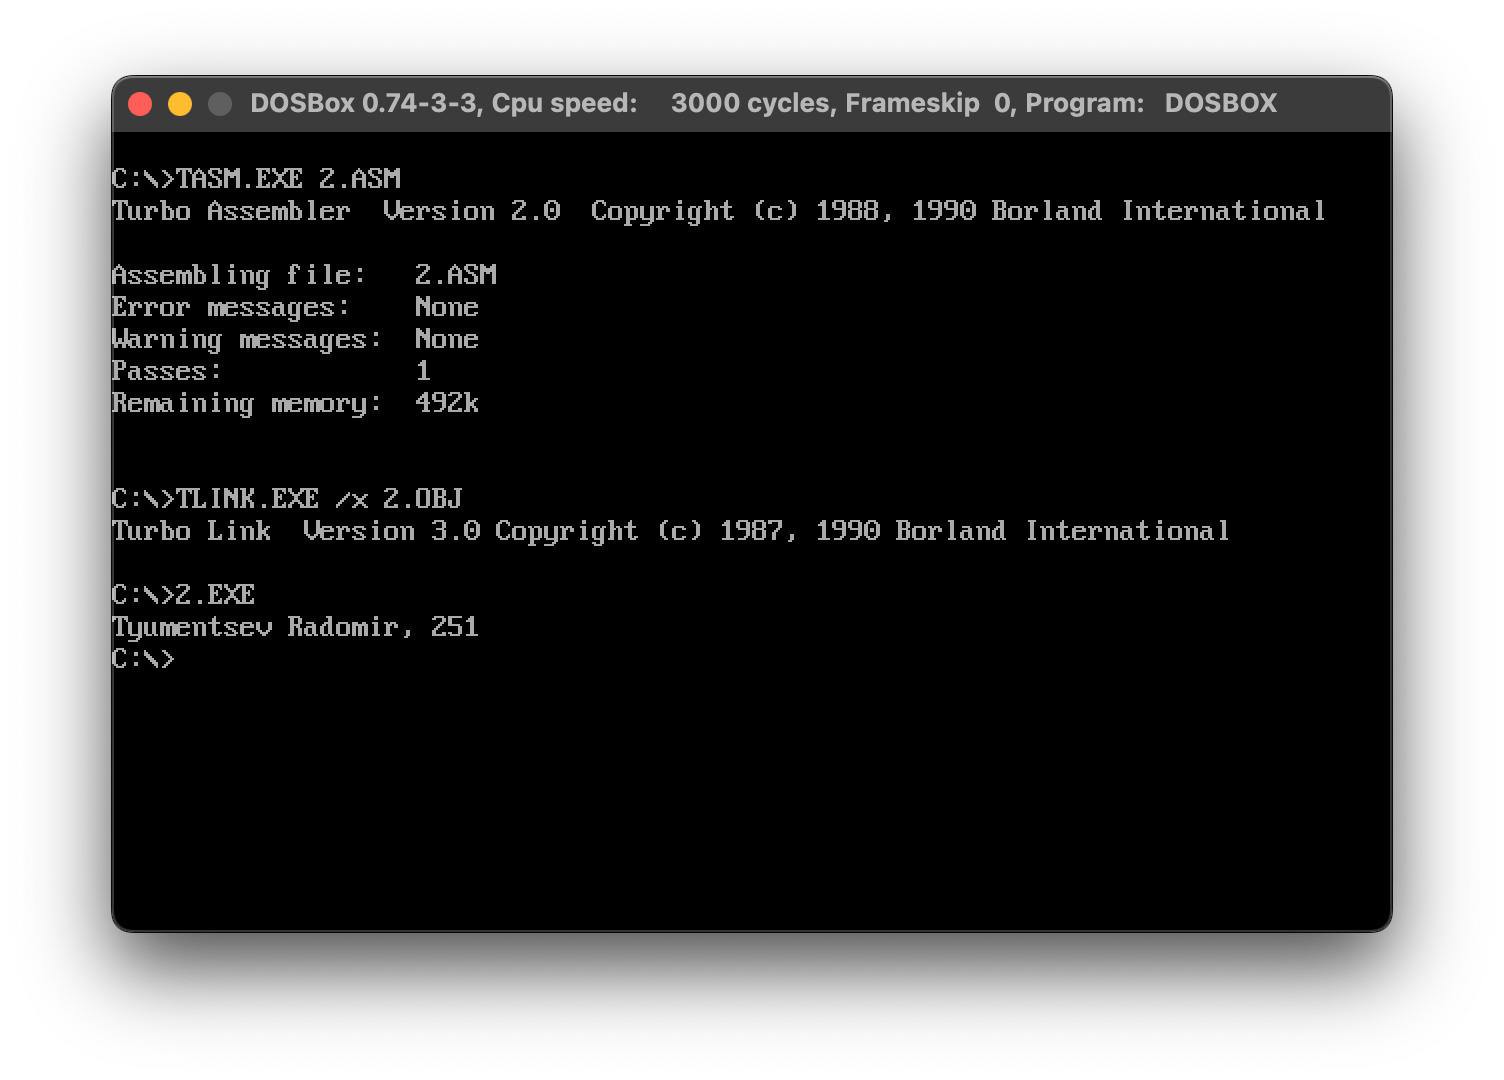 DOSBox 0.74-3-3, Cpu speed:    3000 cycles, Frameskip  0, Program:   DOSBOX
C:\>TASM.EXE 2.ASM
Turbo Assembler  Version 2.0  Copyright (c) 1988, 1990 Borland International
Assembling file:   2.ASM
Error messages:    None
Warning messages:  None
Passes:            1
Remaining memory:  492k
C:\>TLINK.EXE /x 2.OBJ
Turbo Link  Version 3.0 Copyright (c) 1987, 1990 Borland International
C:\>2.EXE
Tyumentsev Radomir, 251
C:\>